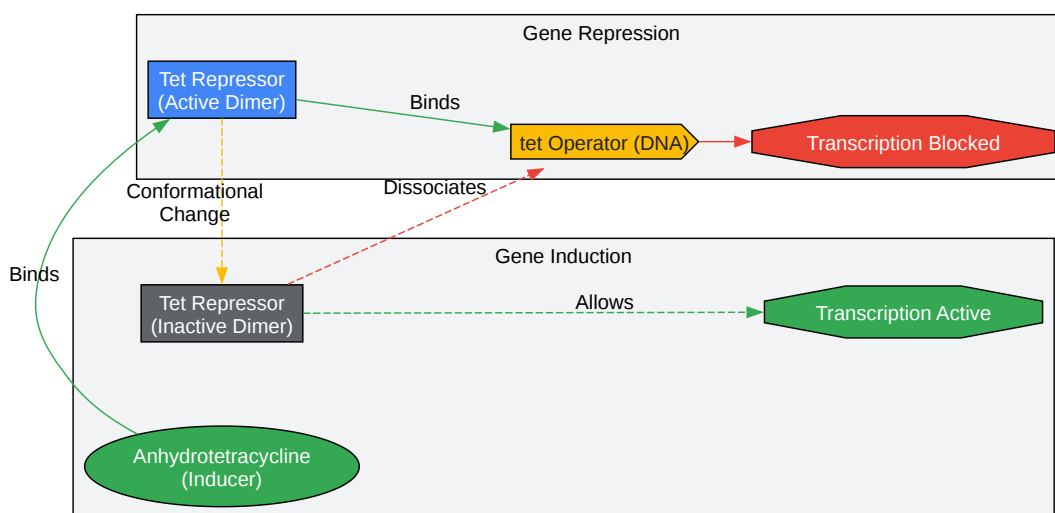 Gene Repression
Tet Repressor
(Active Dimer)
Binds
tet Operator (DNA)
Transcription Blocked
Dissociates
Conformational
Change
Gene Induction
Binds
Tet Repressor
(Inactive Dimer)
Allows
Transcription Active
Anhydrotetracycline
(Inducer)